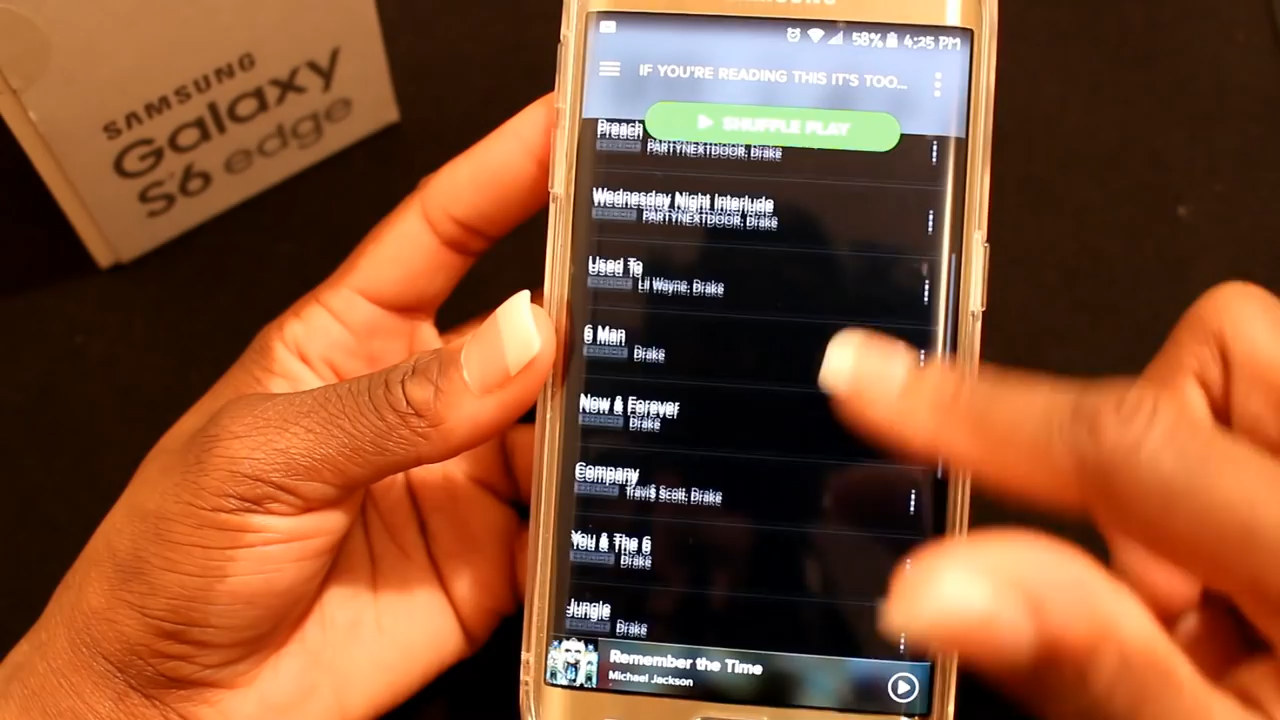 SAMSUNG
Galaxy
S6 edge
58% 4:25 PM
IF YOU'RE READING THIS IT'S TOO...
SHUFFLE PLAY
Preach
PARTYNEXTDOOR, Drake
Wednesday Night Interlude
PARTYNEXTDOOR, Drake
Used To
Lil Wayne, Drake
6 Man
Drake
Now & Forever
Drake
Company
Travi$ Scott, Drake
You & The 6
Drake
Jungle
Drake
Remember the Time
Michael Jackson